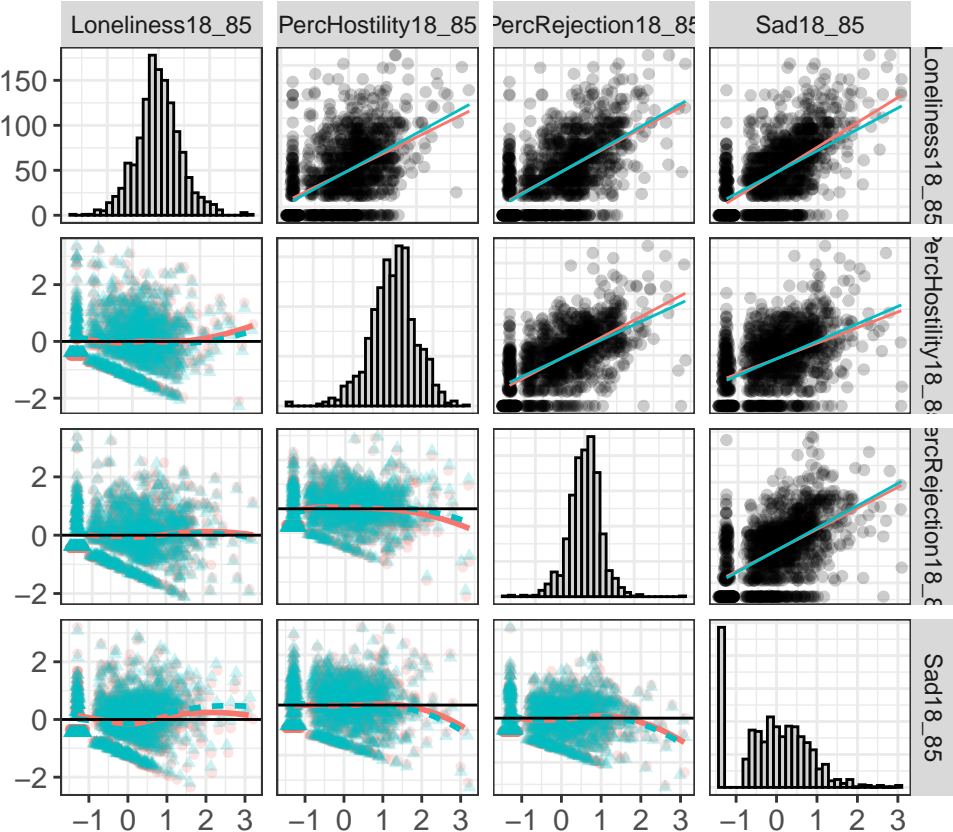 Loneliness18_85 PercHostility18_85 PercRejection18_85 Sad18_85
150
100
50
0
Loneliness18_85
2
0
−2
PercHostility18_8
2
0
−2
ercRejection18_8
2
0
−2
Sad18_85
−1 0 1 2 3 −1 0 1 2 3 −1 0 1 2 3 −1 0 1 2 3